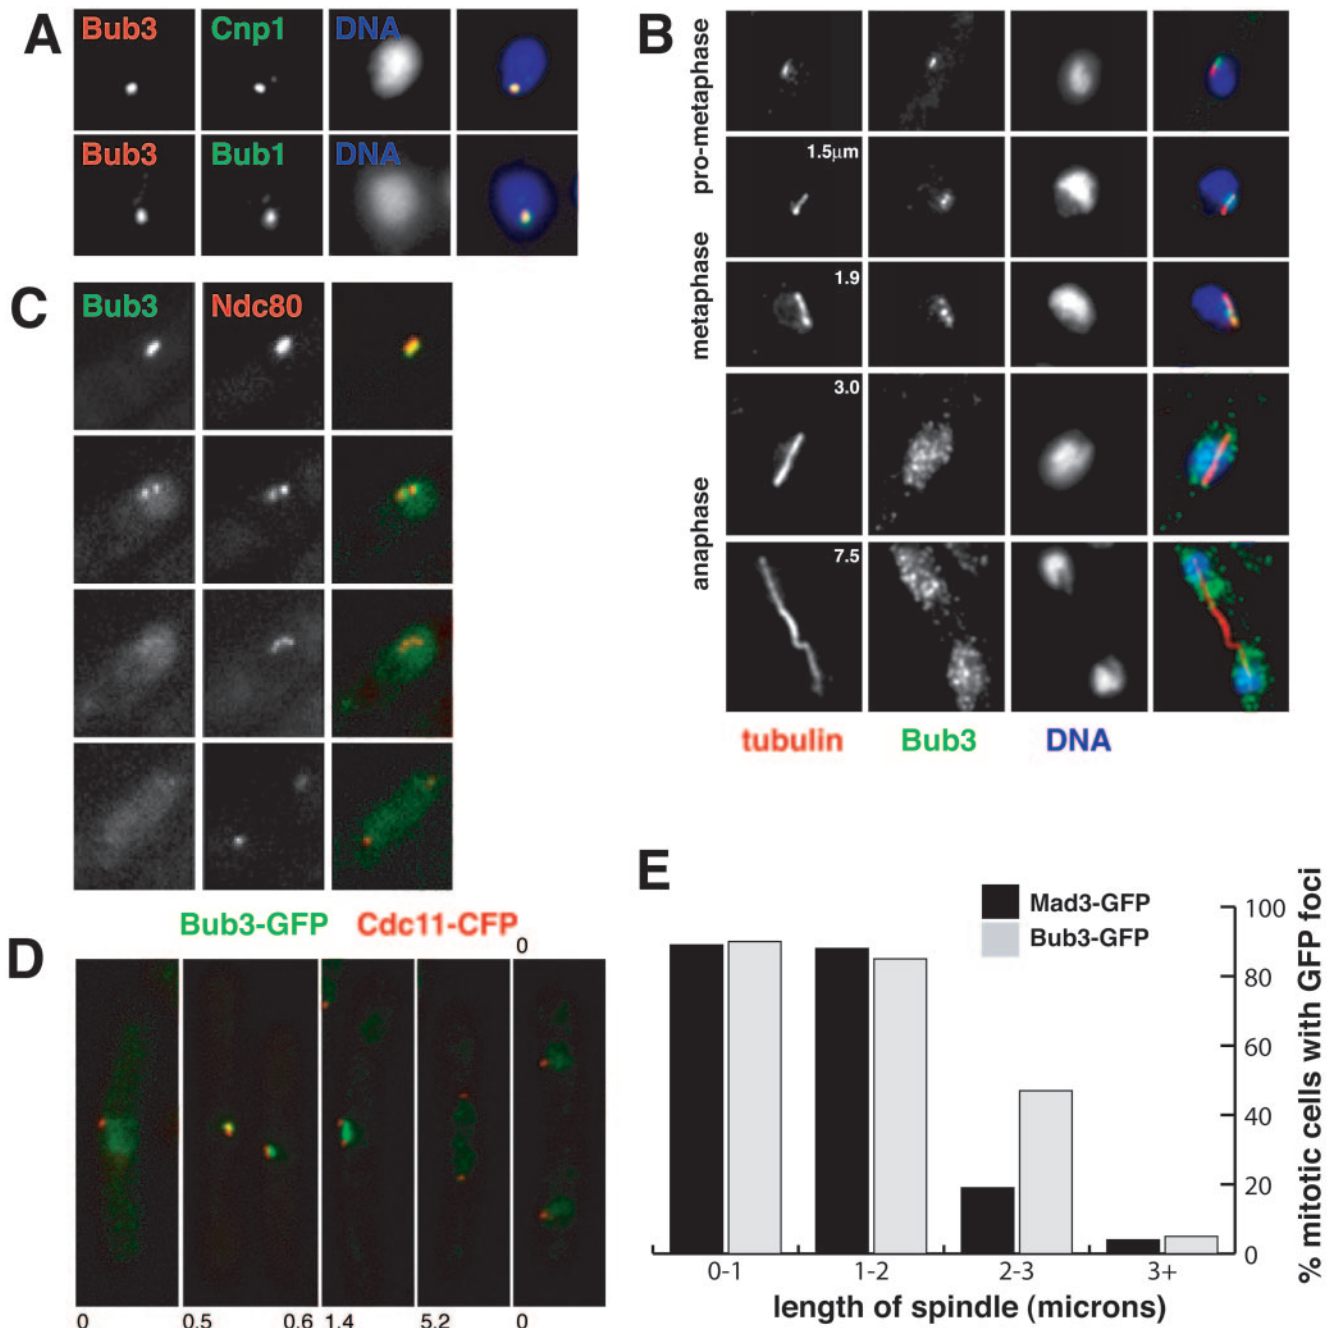 A
Bub3 Cnp1 DNA
Bub3 Bub1 DNA
B
pro-metaphase
metaphase
anaphase
1.5μm
1.9
3.0
7.5
tubulin Bub3 DNA
C
Bub3 Ndc80
D
Bub3-GFP Cdc11-CFP
0
0 0.5 0.6 1.4 5.2 0
E
Mad3-GFP
Bub3-GFP
100
80
60
40
20
0
% mitotic cells with GFP foci
0-1 1-2 2-3 3+
length of spindle (microns)